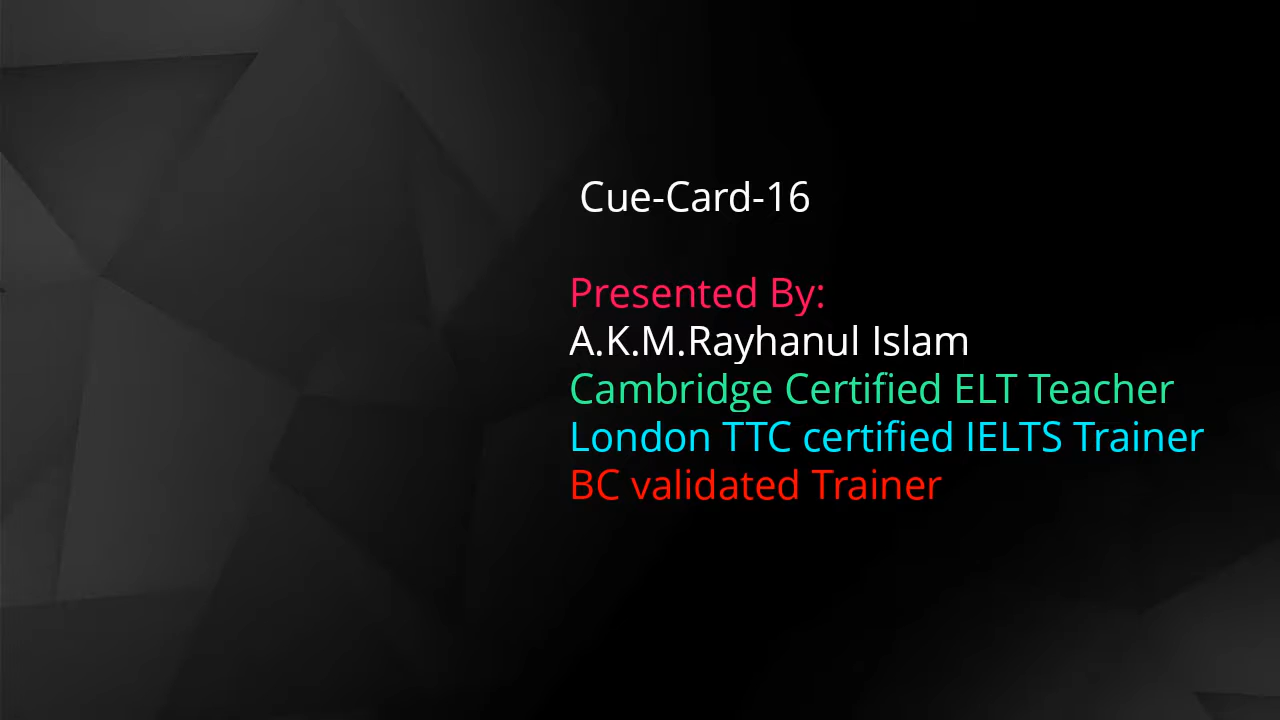 Cue-Card-16
Presented By:
A.K.M.Rayhanul Islam
Cambridge Certified ELT Teacher
London TTC certified IELTS Trainer
BC validated Trainer